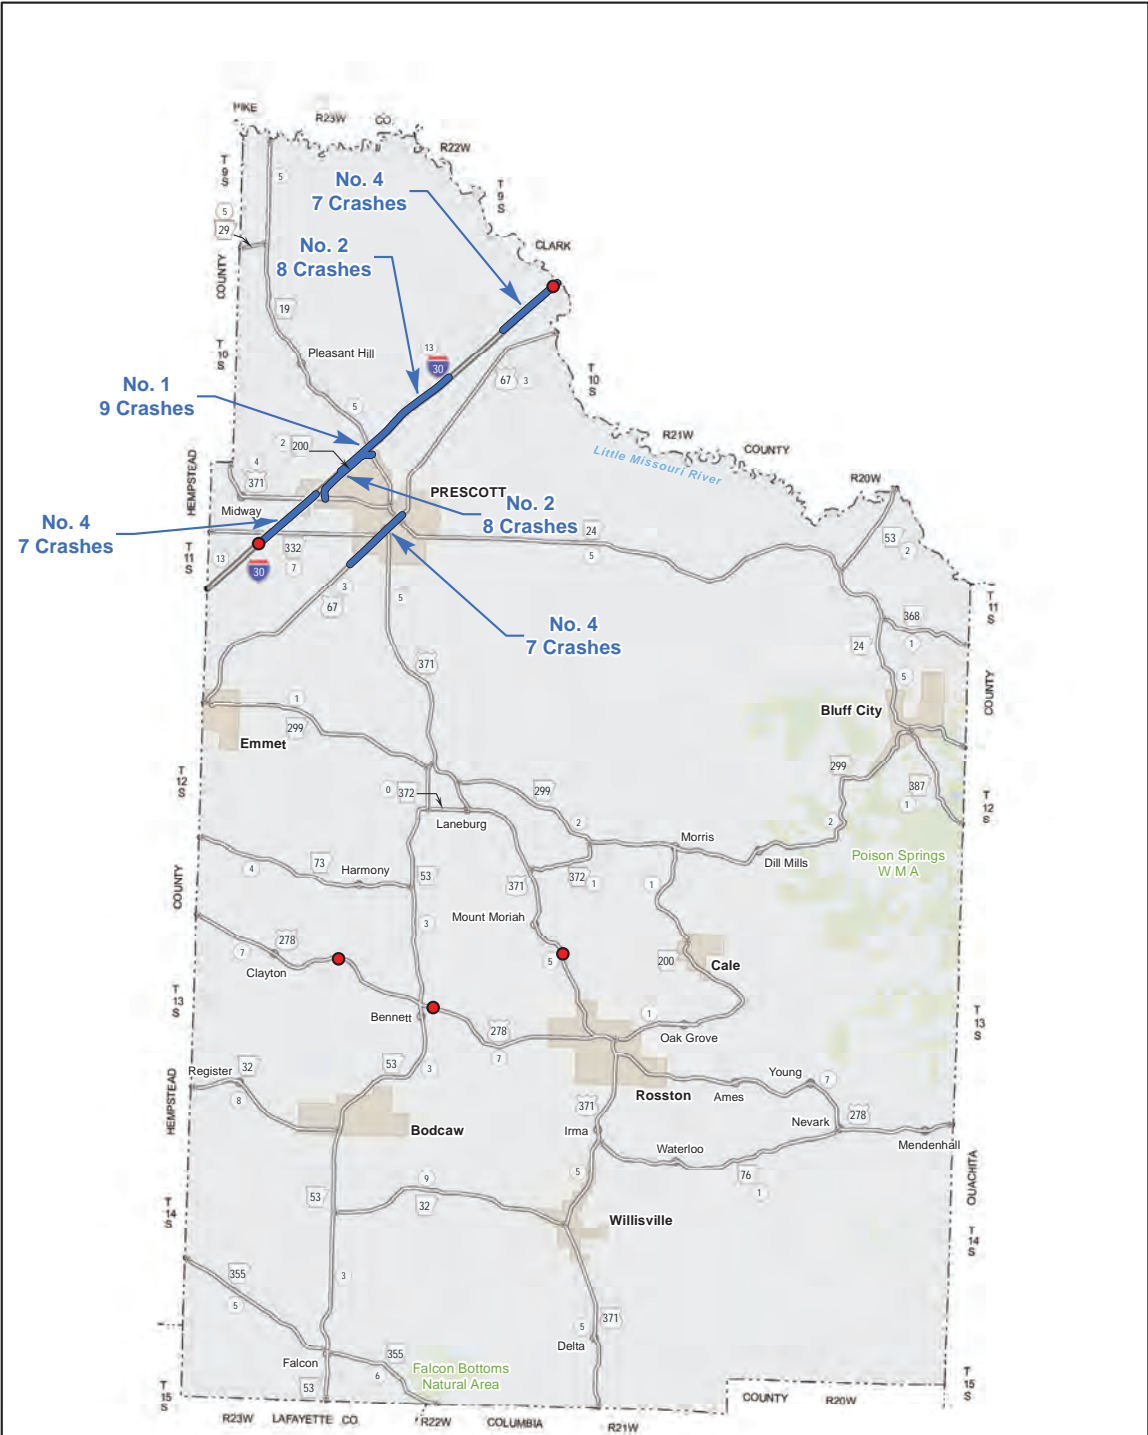 PIKE
R23W
CO.
R22W
T
9
S
5
No. 4
7 Crashes
T
9
S
5
29
CLARK
No. 2
8 Crashes
COUNTY
19
T
10
S
Pleasant Hill
13
30
67
3
T
10
S
No. 1
9 Crashes
5
R21W
COUNTY
2
200
Little Missouri River
4
371
HEMPSTEAD
R20W
PRESCOTT
Midway
No. 2
8 Crashes
No. 4
7 Crashes
24
5
53
2
T
11
S
13
332
7
30
3
67
5
T
11
S
368
1
No. 4
7 Crashes
24
371
5
COUNTY
1
299
Bluff City
Emmet
T
12
S
299
387
1
T
12
S
0
372
299
Laneburg
2
2
Morris
Dill Mills
Poison Springs
W M A
73
4
Harmony
53
371
372
1
1
COUNTY
3
Mount Moriah
278
7
Clayton
5
200
Cale
T
13
S
Bennett
278
7
1
Oak Grove
T
13
S
53
3
Register
32
8
Young
7
Rosston
Ames
HEMPSTEAD
371
Irma
Nevark
278
Mendenhall
Bodcaw
Waterloo
76
1
OUACHITA
9
32
5
53
T
14
S
Willisville
T
14
S
355
5
3
371
5
Delta
Falcon
355
6
Falcon Bottoms
Natural Area
53
T
15
S
T
15
S
COUNTY
R20W
R23W
LAFAYETTE CO.
R22W
COLUMBIA
R21W